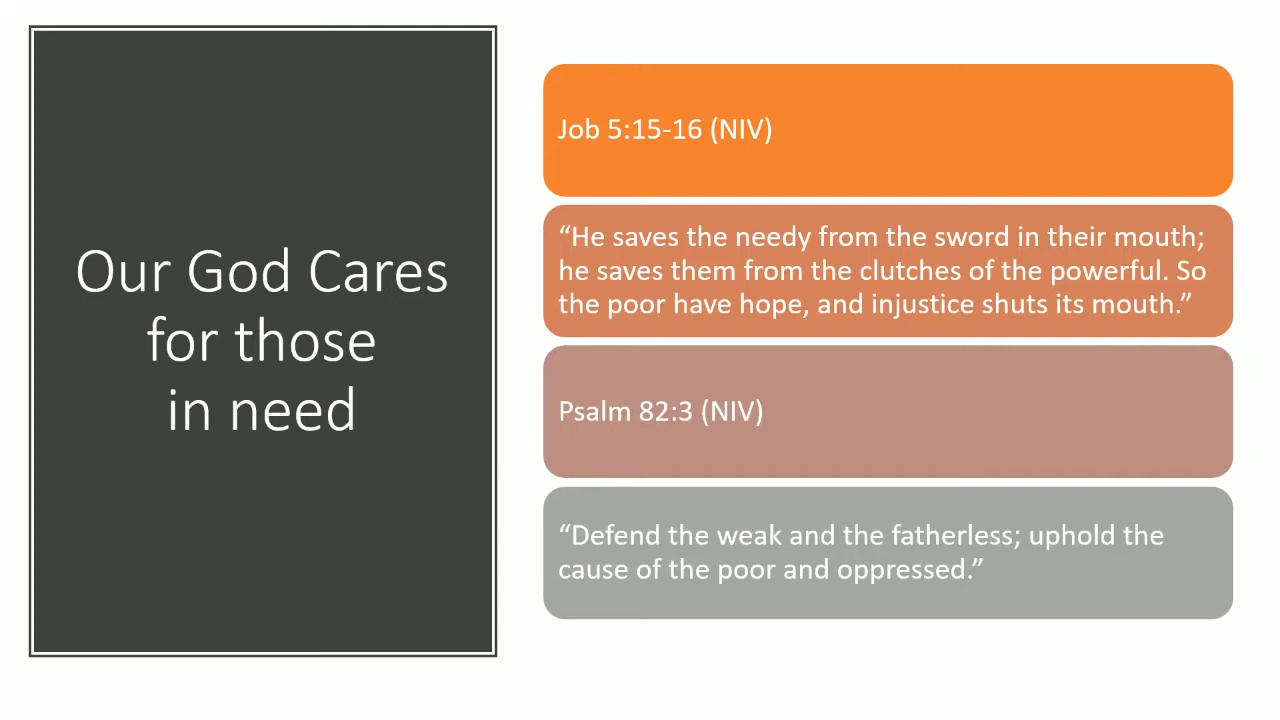 Our God Cares
for those
in need
Job 5:15-16 (NIV)
“He saves the needy from the sword in their mouth;
he saves them from the clutches of the powerful. So
the poor have hope, and injustice shuts its mouth.”
Psalm 82:3 (NIV)
“Defend the weak and the fatherless; uphold the
cause of the poor and oppressed.”